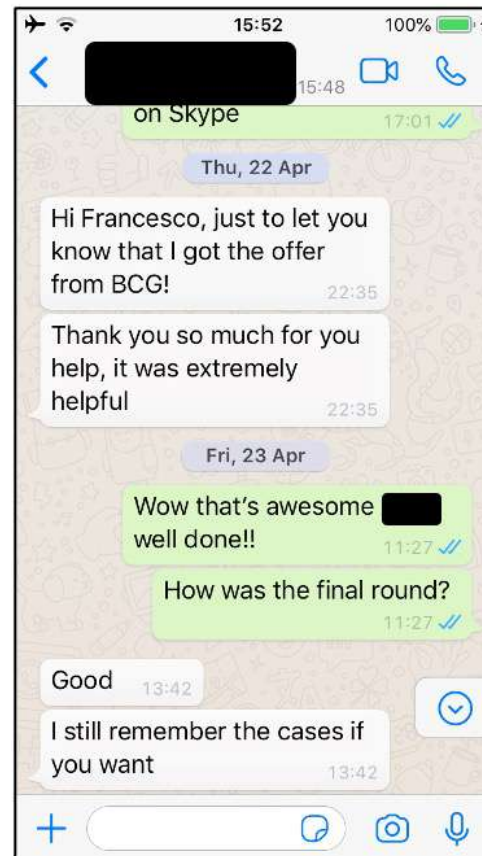 15:52
100%
15:48
on Skype
17:01
Thu, 22 Apr
Hi Francesco, just to let you
know that I got the offer
from BCG!
22:35
Thank you so much for you
help, it was extremely
helpful
22:35
Fri, 23 Apr
Wow that's awesome
well done!!
11:27
How was the final round?
11:27
Good
13:42
I still remember the cases if
you want
13:42